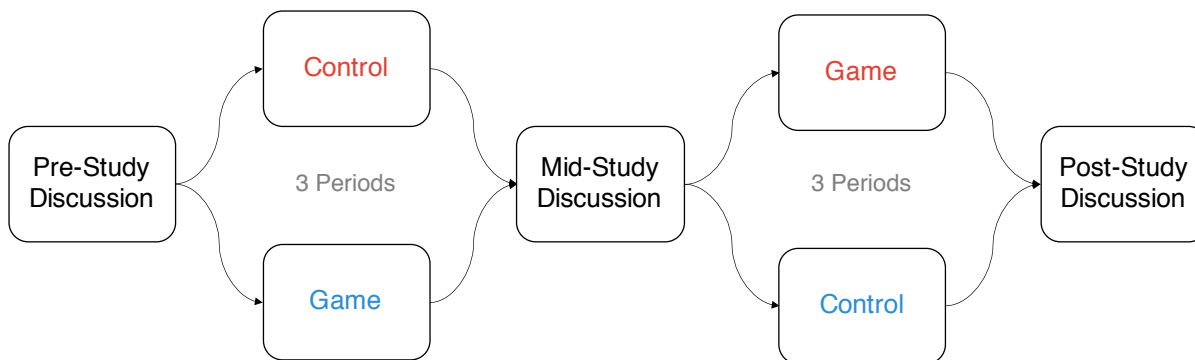 Pre-Study
Discussion
Control
3 Periods
Game
Mid-Study
Discussion
Game
3 Periods
Control
Post-Study
Discussion